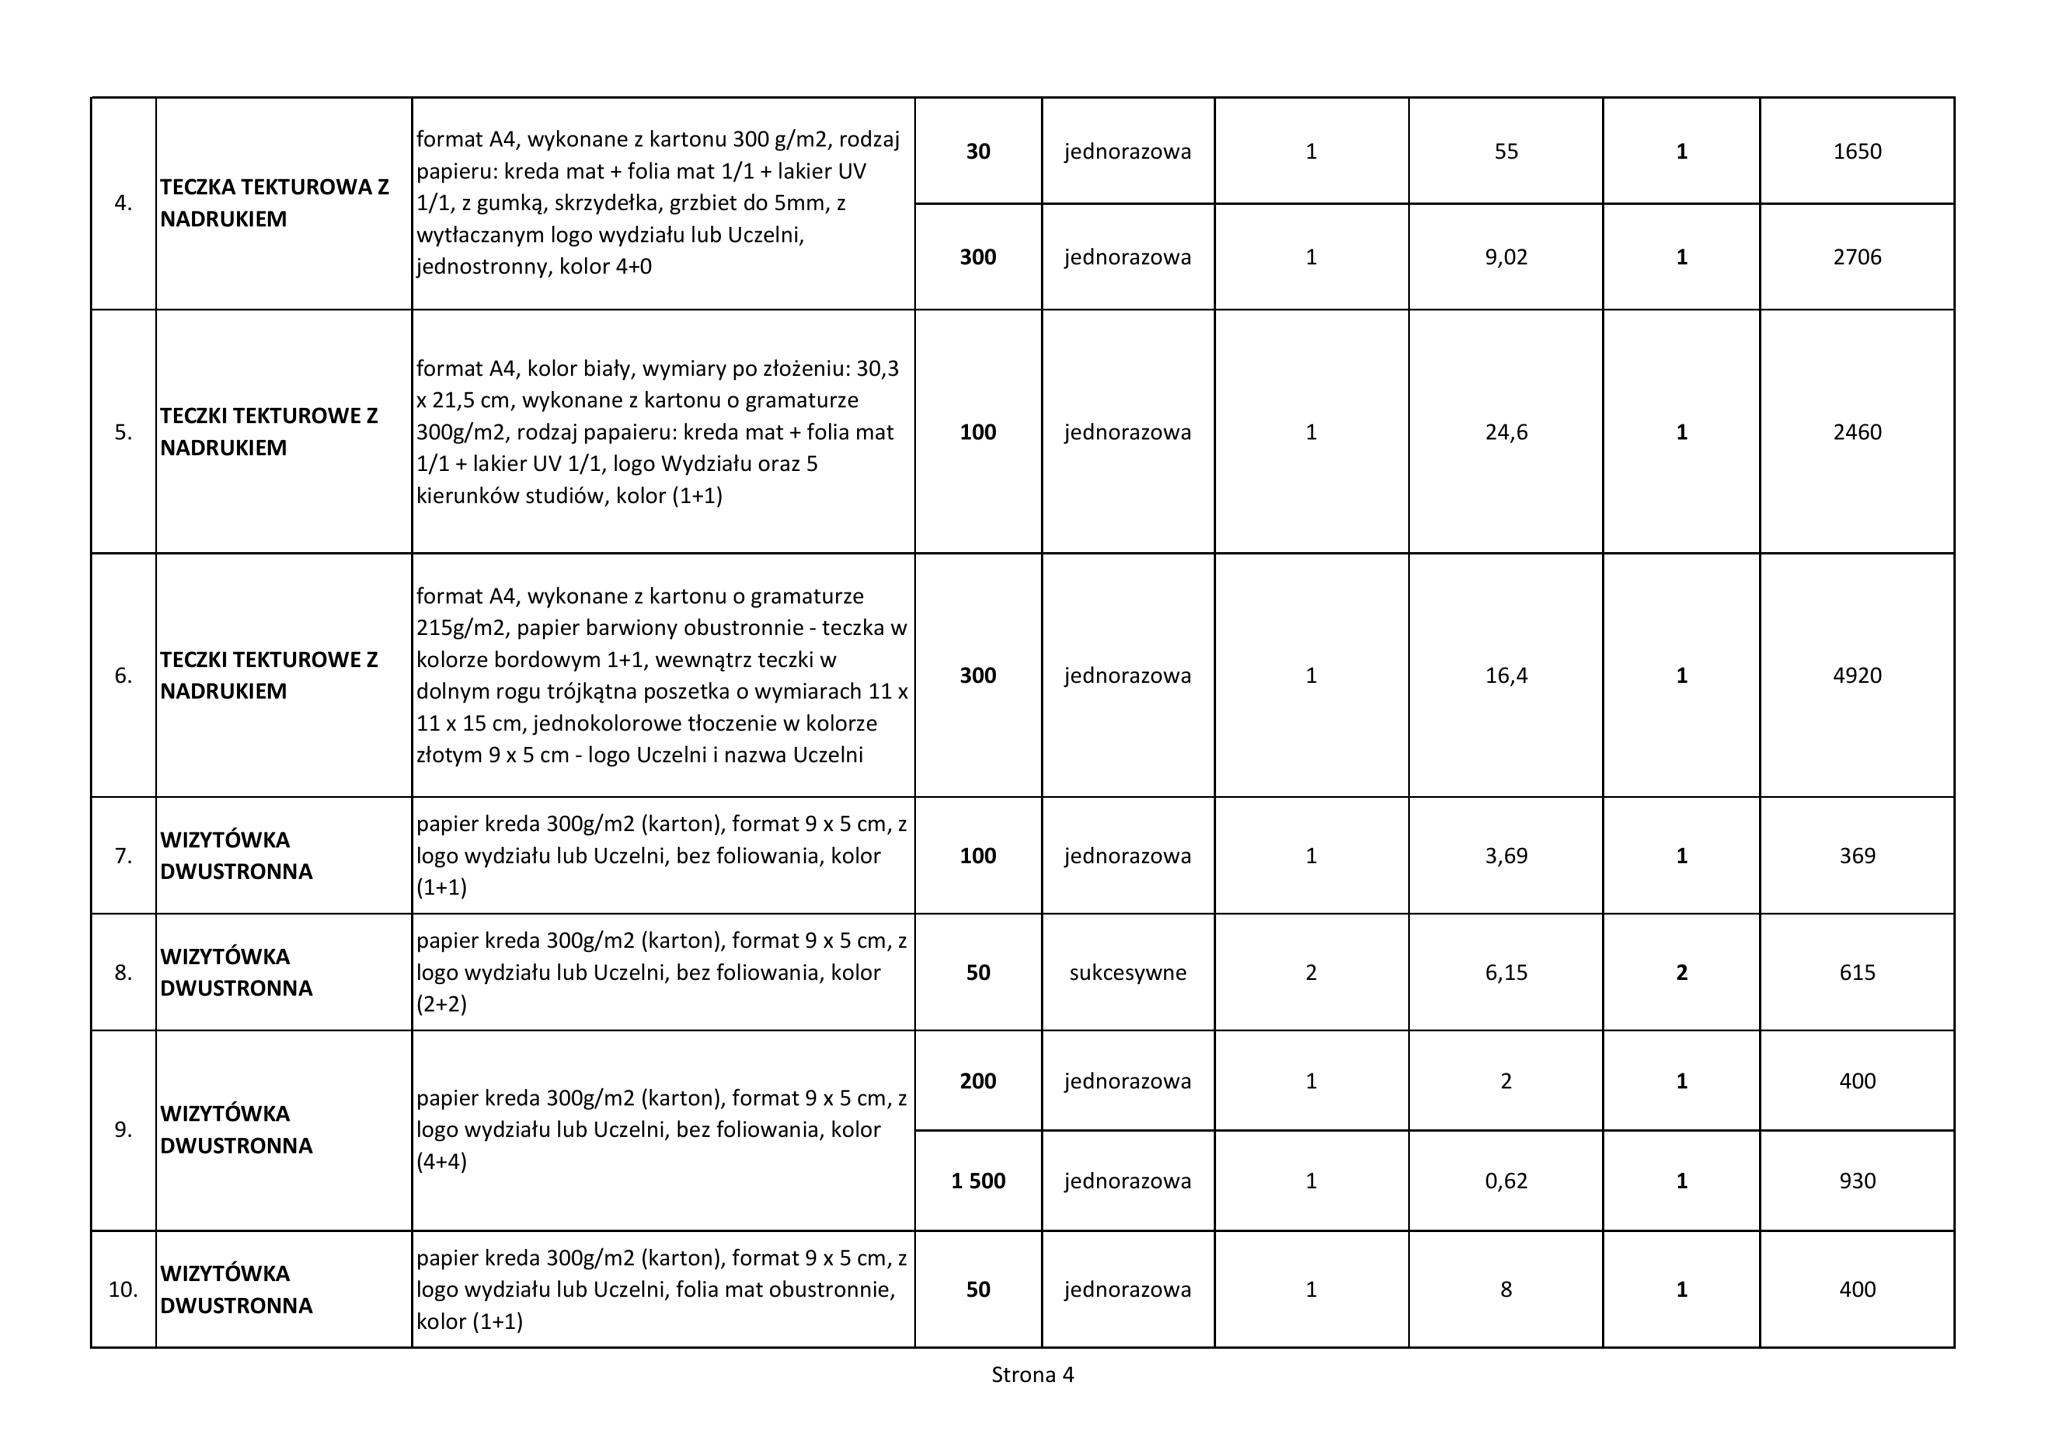 4.
TECZKA TEKTUROWA Z
NADRUKIEM
format A4, wykonane z kartonu 300 g/m2, rodzaj
papieru: kreda mat + folia mat 1/1 + lakier UV
1/1, z gumką, skrzydełka, grzbiet do 5mm, z
wytłaczanym logo wydziału lub Uczelni,
jednostronny, kolor 4+0
30 jednorazowa 1 55 1 1650
300 jednorazowa 1 9,02 1 2706
5.
TECZKI TEKTUROWE Z
NADRUKIEM
format A4, kolor biały, wymiary po złożeniu: 30,3
x 21,5 cm, wykonane z kartonu o gramaturze
300g/m2, rodzaj papaieru: kreda mat + folia mat
1/1 + lakier UV 1/1, logo Wydziału oraz 5
kierunków studiów, kolor (1+1)
100 jednorazowa 1 24,6 1 2460
6.
TECZKI TEKTUROWE Z
NADRUKIEM
format A4, wykonane z kartonu o gramaturze
215g/m2, papier barwiony obustronnie - teczka w
kolorze bordowym 1+1, wewnątrz teczki w
dolnym rogu trójkątna poszetka o wymiarach 11 x
11 x 15 cm, jednokolorowe tłoczenie w kolorze
złotym 9 x 5 cm - logo Uczelni i nazwa Uczelni
300 jednorazowa 1 16,4 1 4920
7.
WIZYTÓWKA
DWUSTRONNA
papier kreda 300g/m2 (karton), format 9 x 5 cm, z
logo wydziału lub Uczelni, bez foliowania, kolor
(1+1)
100 jednorazowa 1 3,69 1 369
8.
WIZYTÓWKA
DWUSTRONNA
papier kreda 300g/m2 (karton), format 9 x 5 cm, z
logo wydziału lub Uczelni, bez foliowania, kolor
(2+2)
50 sukcesywne 2 6,15 2 615
9.
WIZYTÓWKA
DWUSTRONNA
papier kreda 300g/m2 (karton), format 9 x 5 cm, z
logo wydziału lub Uczelni, bez foliowania, kolor
(4+4)
200 jednorazowa 1 2 1 400
1 500 jednorazowa 1 0,62 1 930
10.
WIZYTÓWKA
DWUSTRONNA
papier kreda 300g/m2 (karton), format 9 x 5 cm, z
logo wydziału lub Uczelni, folia mat obustronnie,
kolor (1+1)
50 jednorazowa 1 8 1 400
Strona 4